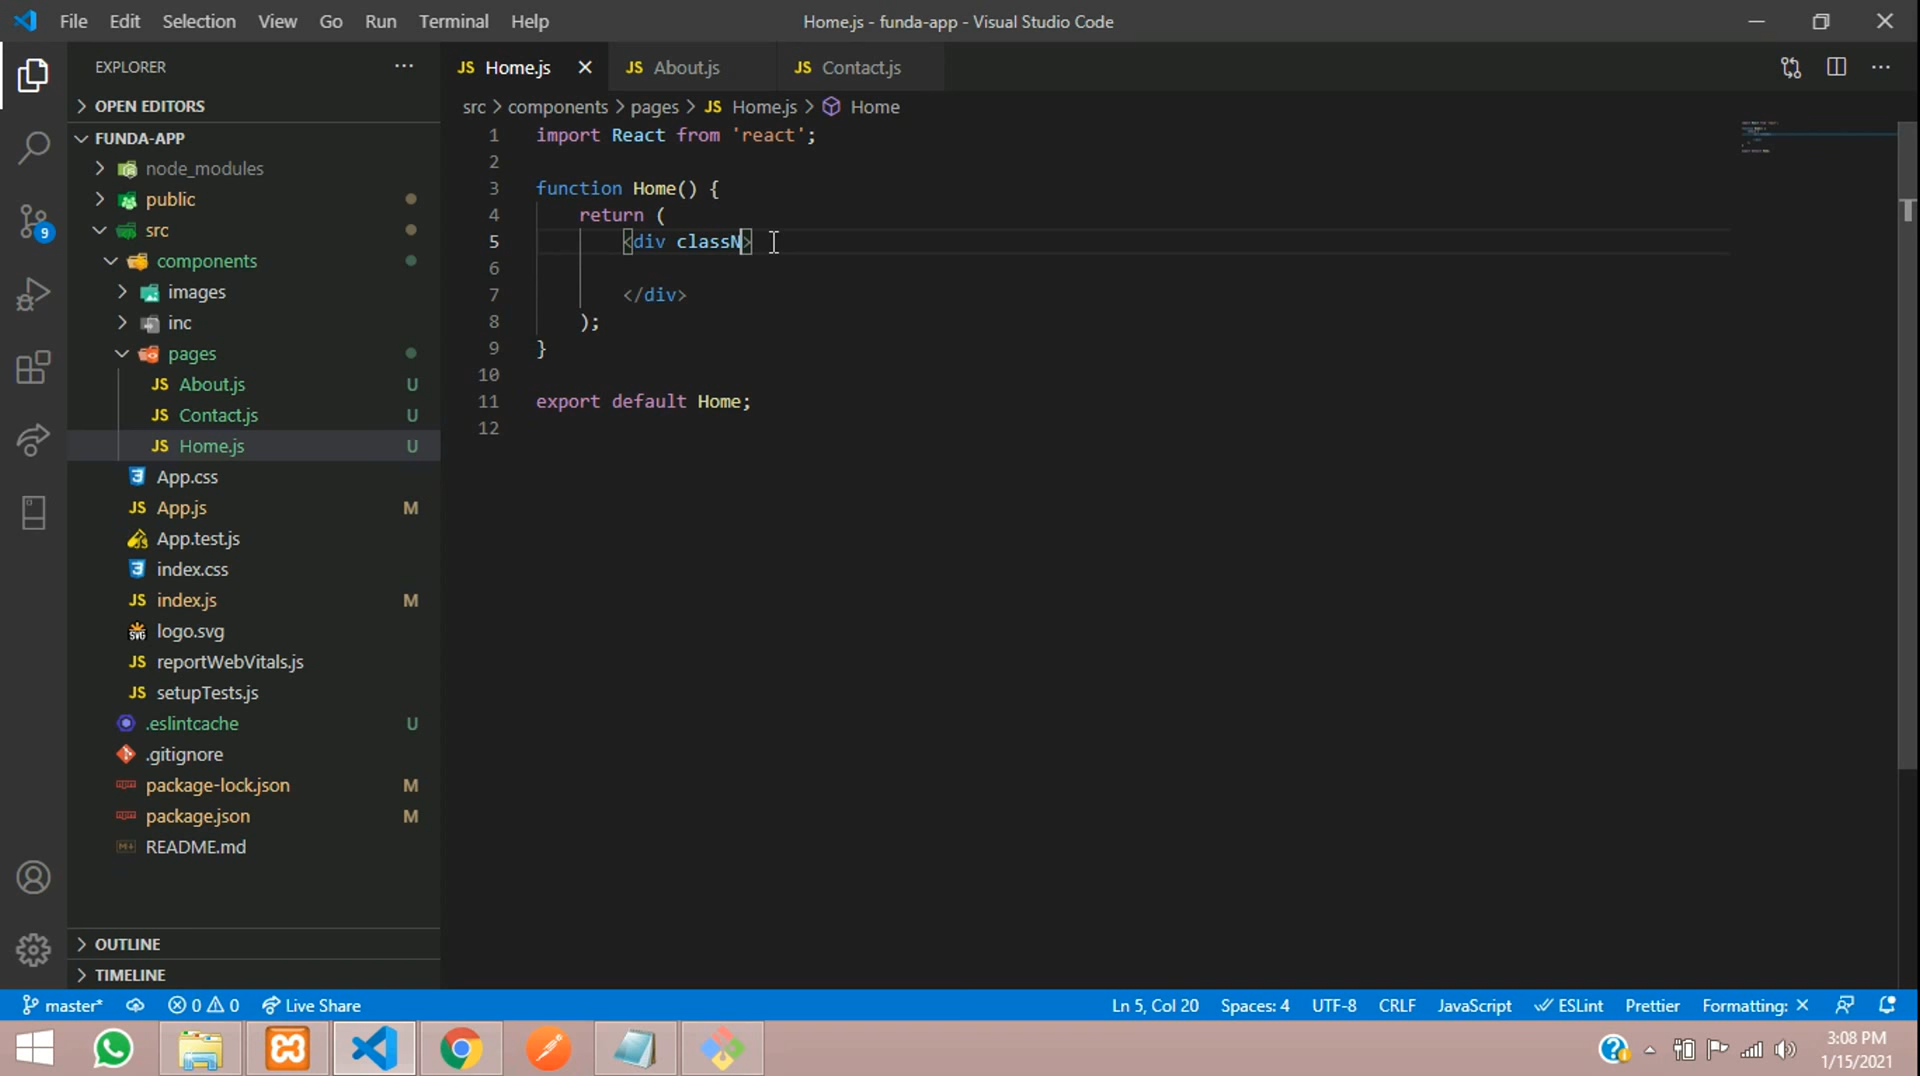 File Edit Selection View Go Run Terminal Help
Home.js - funda-app - Visual Studio Code
EXPLORER
OPEN EDITORS
FUNDA-APP
node_modules
public
src
components
images
inc
pages
JS About.js U
JS Contact.js U
JS Home.js U
App.css
JS App.js M
App.test.js
index.css
JS index.js M
logo.svg
JS reportWebVitals.js
JS setupTests.js
.eslintcache U
.gitignore
package-lock.json M
package.json M
README.md
OUTLINE
TIMELINE
9
JS Home.js
JS About.js
JS Contact.js
src > components > pages > JS Home.js > Home
1 import React from 'react';
2
3 function Home() {
4 return (
5 <div classN>
6
7 </div>
8 );
9 }
10
11 export default Home;
12
master* 0 0 Live Share
Ln 5, Col 20 Spaces: 4 UTF-8 CRLF JavaScript ESLint Prettier Formatting: ×
3:08 PM
1/15/2021